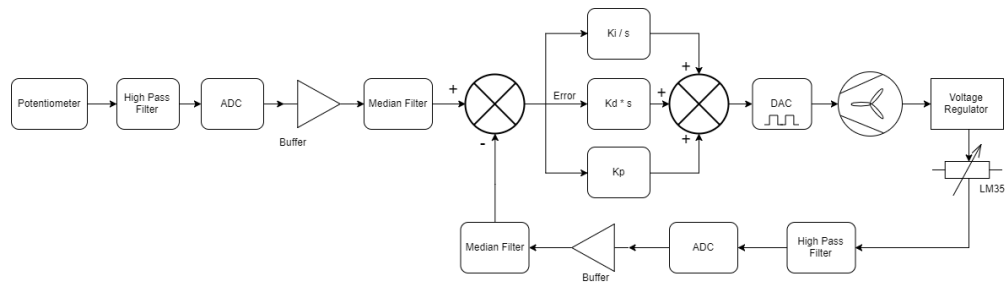 Potentiometer
High Pass
Filter
ADC
Buffer
Median Filter
+
-
Error
Ki / s
Kd * s
Kp
+
+
+
DAC
Voltage
Regulator
LM35
High Pass
Filter
ADC
Buffer
Median Filter